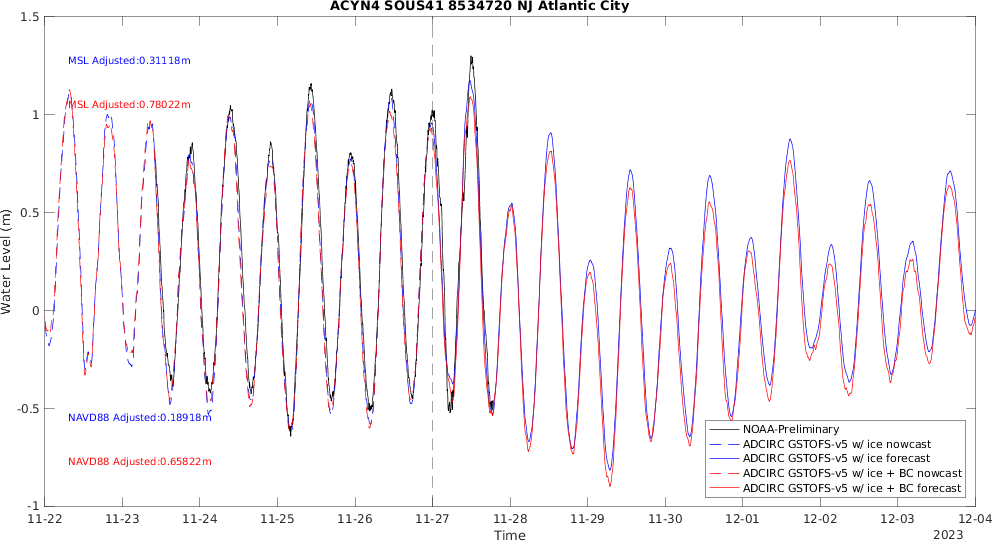 ACYN4 SOUS41 8534720 NJ Atlantic City
1.5
1
0.5
0
-0.5
-1
Water Level (m)
MSL Adjusted:0.31118m
MSL Adjusted:0.78022m
NAVD88 Adjusted:0.18918m
NAVD88 Adjusted:0.65822m
NOAA-Preliminary
ADCIRC GSTOFS-v5 w/ ice nowcast
ADCIRC GSTOFS-v5 w/ ice forecast
ADCIRC GSTOFS-v5 w/ ice + BC nowcast
ADCIRC GSTOFS-v5 w/ ice + BC forecast
11-22 11-23 11-24 11-25 11-26 11-27 11-28 11-29 11-30 12-01 12-02 12-03 12-04
Time
2023